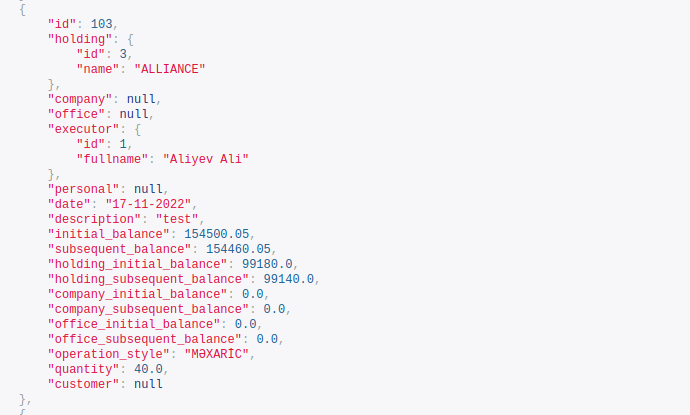 {
"id": 103,
"holding": {
"id": 3,
"name": "ALLIANCE"
},
"company": null,
"office": null,
"executor": {
"id": 1,
"fullname": "Aliyev Ali"
},
"personal": null,
"date": "17-11-2022",
"description": "test",
"initial_balance": 154500.05,
"subsequent_balance": 154460.05,
"holding_initial_balance": 99180.0,
"holding_subsequent_balance": 99140.0,
"company_initial_balance": 0.0,
"company_subsequent_balance": 0.0,
"office_initial_balance": 0.0,
"office_subsequent_balance": 0.0,
"operation_style": "MƏXARİC",
"quantity": 40.0,
"customer": null
},
{